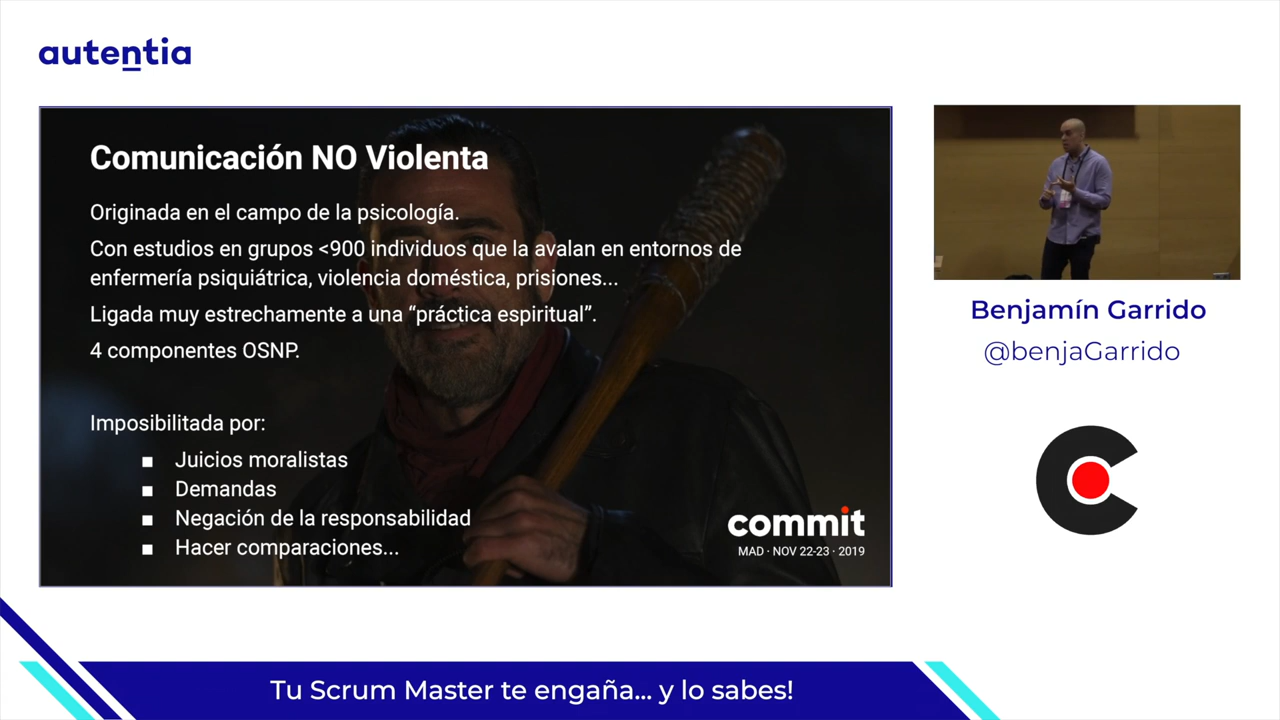 autentia
Comunicación NO Violenta
Originada en el campo de la psicología.
Con estudios en grupos <900 individuos que la avalan en entornos de
enfermería psiquiátrica, violencia doméstica, prisiones...
Ligada muy estrechamente a una “práctica espiritual”.
4 componentes OSNP.
Imposibilitada por:
■ Juicios moralistas
■ Demandas
■ Negación de la responsabilidad
■ Hacer comparaciones...
commit
MAD · NOV 22-23 · 2019
Benjamín Garrido
@benjaGarrido
Tu Scrum Master te engaña... y lo sabes!